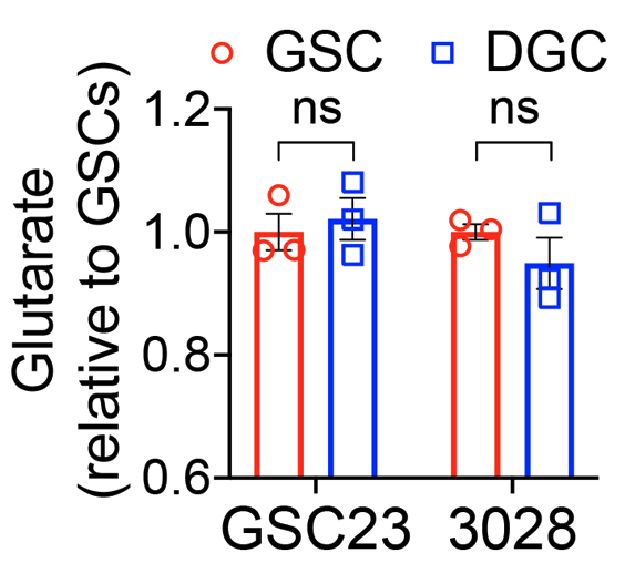 GSC DGC
Glutarate
(relative to GSCs)
ns ns
1.2
1.0
0.8
0.6
GSC23 3028